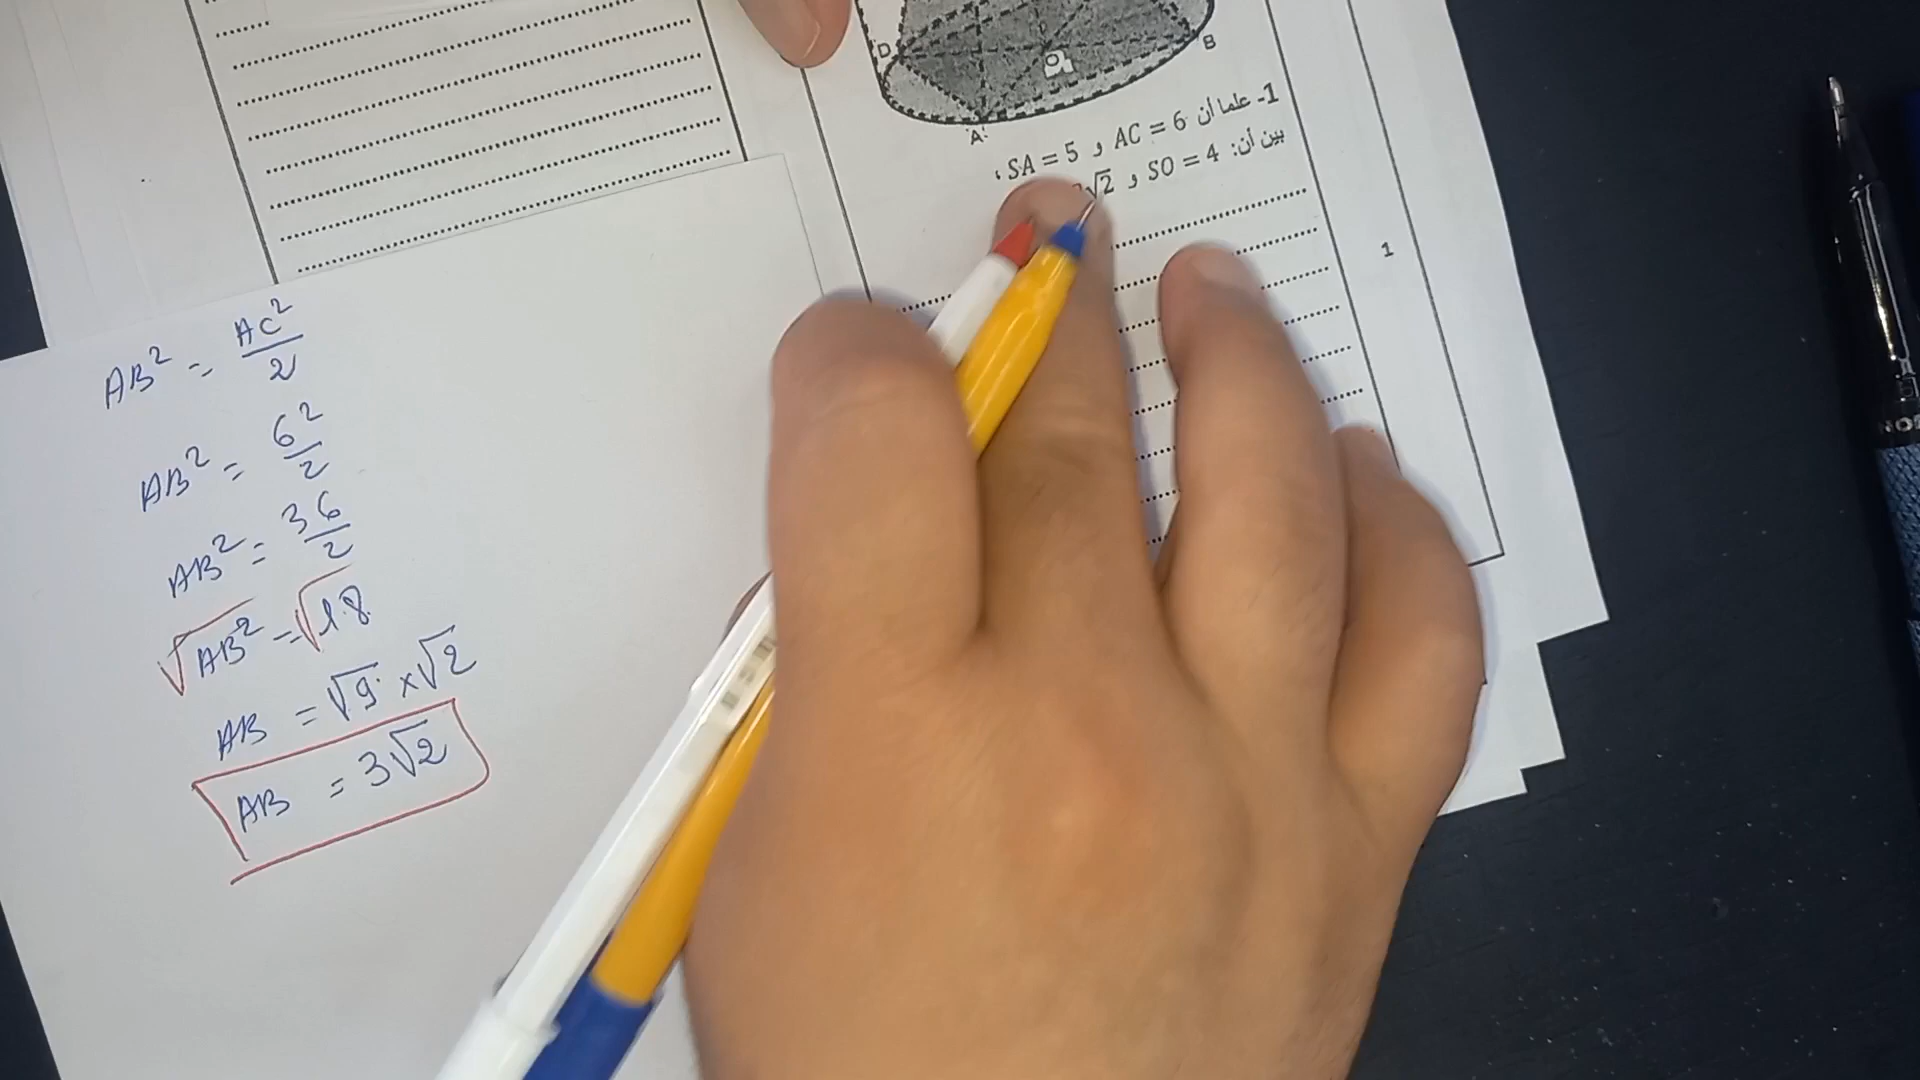 D
O
B
A
1- علما أن AC = 6 و SA = 5 ،
بين أن: SO = 4 و √2
1
AB² = AC²/2
AB² = 6²/2
AB² = 36/2
√AB² = √18
AB = √9 × √2
AB = 3√2